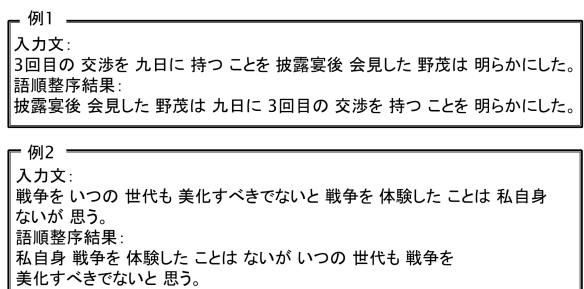 例1
入力文:
3回目の 交渉を 九日に 持つ ことを 披露宴後 会見した 野茂は 明らかにした。
語順整序結果:
披露宴後 会見した 野茂は 九日に 3回目の 交渉を 持つ ことを 明らかにした。
例2
入力文:
戦争を いつの 世代も 美化すべきでないと 戦争を 体験した ことは 私自身
ないが 思う。
語順整序結果:
私自身 戦争を 体験した ことは ないが いつの 世代も 戦争を
美化すべきでないと 思う。